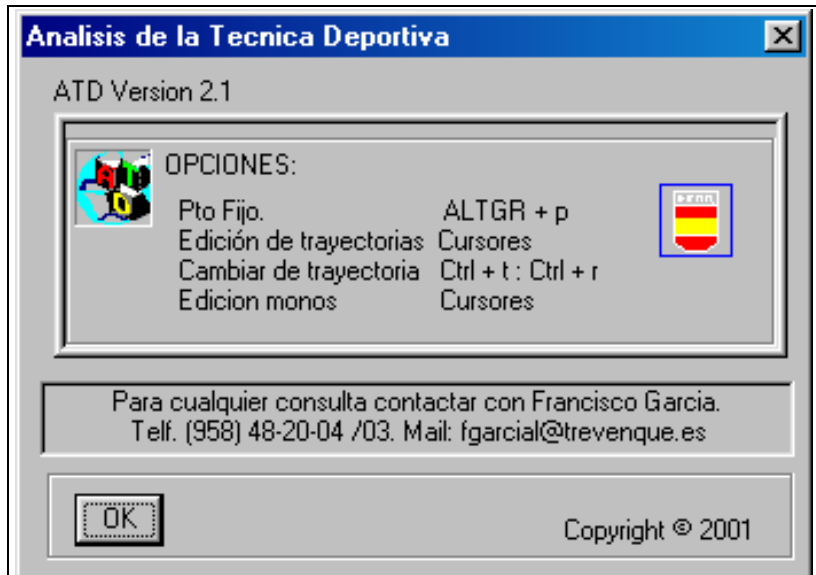 Analisis de la Tecnica Deportiva
ATD Version 2.1
OPCIONES:
Pto Fijo. ALTGR + p
Edición de trayectorias Cursores
Cambiar de trayectoria Ctrl + t : Ctrl + r
Edicion monos Cursores
Para cualquier consulta contactar con Francisco Garcia.
Telf. (958) 48-20-04 /03. Mail: fgarcial@trevenque.es
OK
Copyright © 2001